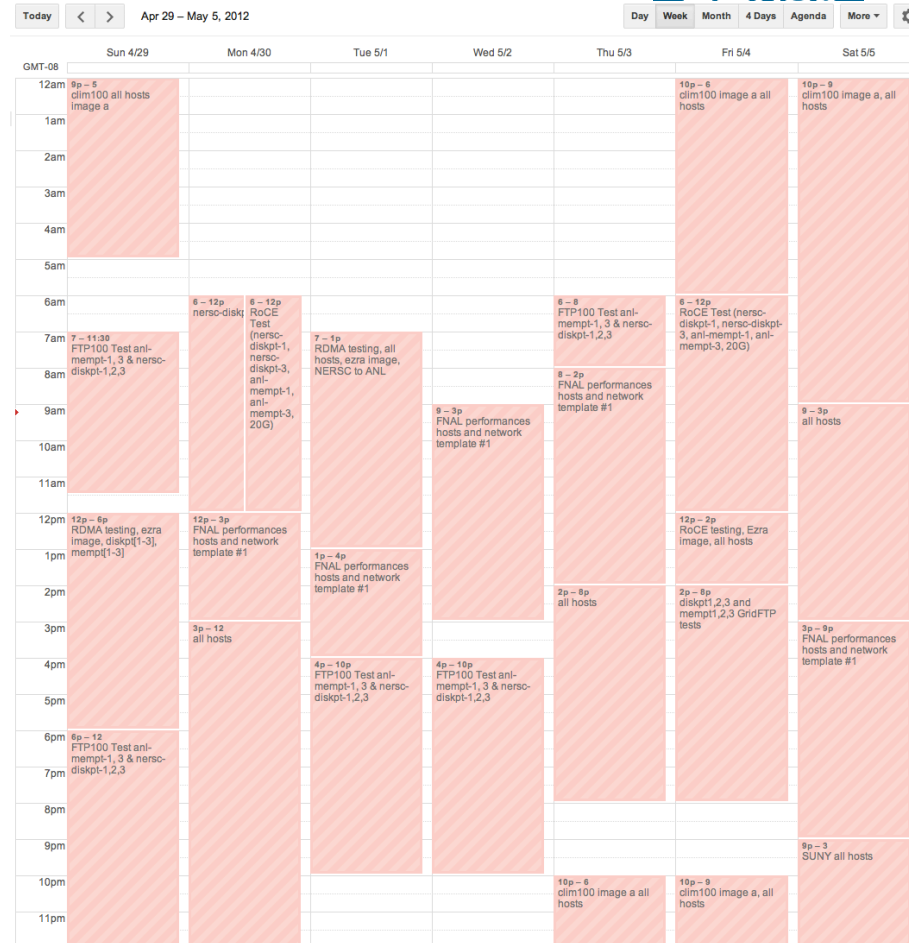 Today
Apr 29 – May 5, 2012
Day
Week
Month
4 Days
Agenda
More
Sun 4/29
Mon 4/30
Tue 5/1
Wed 5/2
Thu 5/3
Fri 5/4
Sat 5/5
GMT-08
12am
1am
2am
3am
4am
5am
6am
7am
8am
9am
10am
11am
12pm
1pm
2pm
3pm
4pm
5pm
6pm
7pm
8pm
9pm
10pm
11pm
9p – 5
clim100 all hosts
image a
7 – 11:30
FTP100 Test anl-
mempt-1, 3 & nersc-
diskpt-1,2,3
12p – 6p
RDMA testing, ezra
image, diskpt[1-3],
mempt[1-3]
6p – 12
FTP100 Test anl-
mempt-1, 3 & nersc-
diskpt-1,2,3
6 – 12p
nersc-diskp
6 – 12p
RoCE
Test
(nersc-
diskpt-1,
nersc-
diskpt-3,
anl-
mempt-1,
anl-
mempt-3,
20G)
12p – 3p
FNAL performances
hosts and network
template #1
3p – 12
all hosts
7 – 1p
RDMA testing, all
hosts, ezra image,
NERSC to ANL
1p – 4p
FNAL performances
hosts and network
template #1
4p – 10p
FTP100 Test anl-
mempt-1, 3 & nersc-
diskpt-1,2,3
9 – 3p
FNAL performances
hosts and network
template #1
4p – 10p
FTP100 Test anl-
mempt-1, 3 & nersc-
diskpt-1,2,3
6 – 8
FTP100 Test anl-
mempt-1, 3 & nersc-
diskpt-1,2,3
8 – 2p
FNAL performances
hosts and network
template #1
2p – 8p
all hosts
10p – 6
clim100 image a all
hosts
10p – 6
clim100 image a all
hosts
6 – 12p
RoCE Test (nersc-
diskpt-1, nersc-diskpt-
3, anl-mempt-1, anl-
mempt-3, 20G)
12p – 2p
RoCE testing, Ezra
image, all hosts
2p – 8p
diskpt1,2,3 and
mempt1,2,3 GridFTP
tests
10p – 9
clim100 image a, all
hosts
10p – 9
clim100 image a, all
hosts
9 – 3p
all hosts
3p – 9p
FNAL performances
hosts and network
template #1
9p – 3
SUNY all hosts